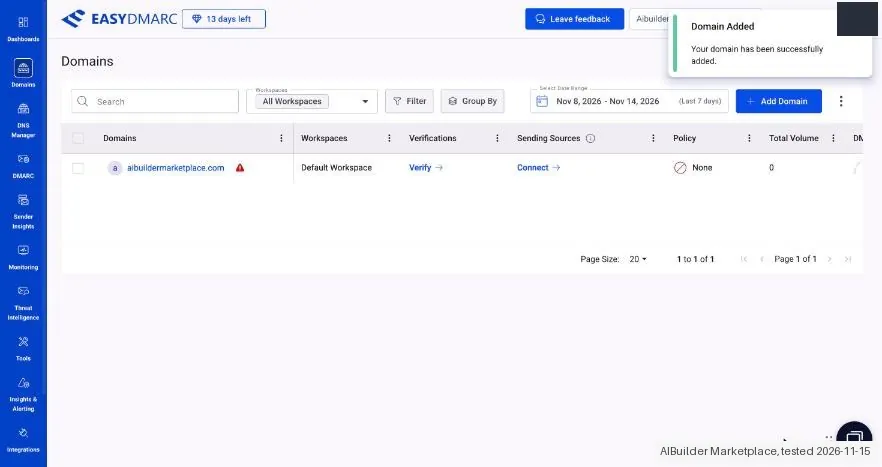 EASYDMARC
13 days left
Leave feedback
Aibuilder
Domain Added
Your domain has been successfully
added.
Dashboards
Domains
DNS
Manager
DMARC
Sender
Insights
Monitoring
Threat
Intelligence
Tools
Insights &
Alerting
Integrations
Domains
Search
Workspaces
All Workspaces
Filter
Group By
Select Date Range
Nov 8, 2026 - Nov 14, 2026 (Last 7 days)
+ Add Domain
Domains Workspaces Verifications Sending Sources Policy Total Volume DM
a aibuildermarketplace.com Default Workspace Verify → Connect → None 0
Page Size: 20 1 to 1 of 1 Page 1 of 1
AIBuilder Marketplace, tested 2026-11-15